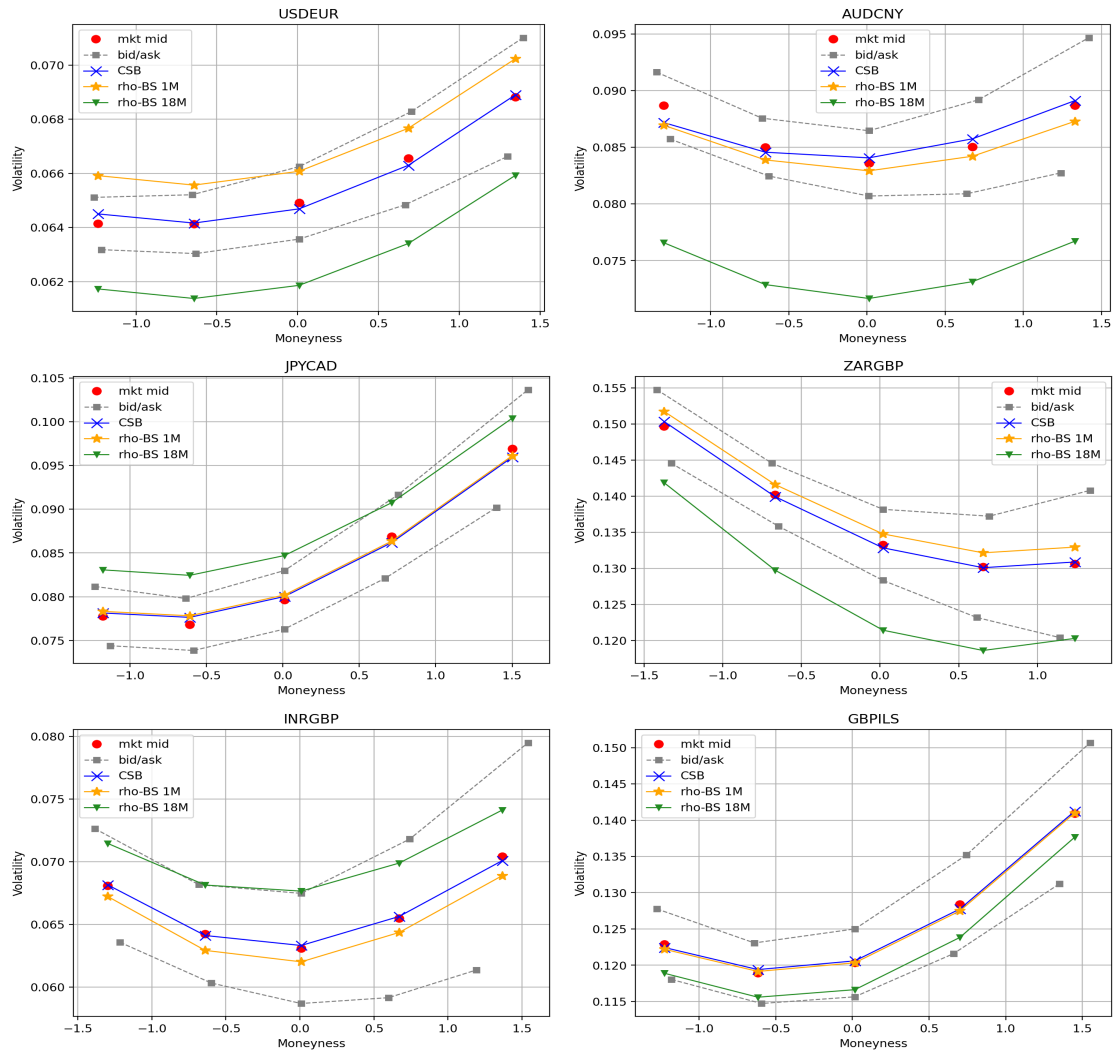 USDEUR
mkt mid
bid/ask
CSB
rho-BS 1M
rho-BS 18M
0.070
0.068
0.066
0.064
0.062
Volatility
−1.0 −0.5 0.0 0.5 1.0 1.5
Moneyness
AUDCNY
mkt mid
bid/ask
CSB
rho-BS 1M
rho-BS 18M
0.095
0.090
0.085
0.080
0.075
Volatility
−1.0 −0.5 0.0 0.5 1.0 1.5
Moneyness
JPYCAD
mkt mid
bid/ask
CSB
rho-BS 1M
rho-BS 18M
0.105
0.100
0.095
0.090
0.085
0.080
0.075
Volatility
−1.0 −0.5 0.0 0.5 1.0 1.5
Moneyness
ZARGBP
mkt mid
bid/ask
CSB
rho-BS 1M
rho-BS 18M
0.155
0.150
0.145
0.140
0.135
0.130
0.125
0.120
Volatility
−1.5 −1.0 −0.5 0.0 0.5 1.0
Moneyness
INRGBP
mkt mid
bid/ask
CSB
rho-BS 1M
rho-BS 18M
0.080
0.075
0.070
0.065
0.060
Volatility
−1.5 −1.0 −0.5 0.0 0.5 1.0 1.5
Moneyness
GBPILS
mkt mid
bid/ask
CSB
rho-BS 1M
rho-BS 18M
0.150
0.145
0.140
0.135
0.130
0.125
0.120
0.115
Volatility
−1.0 −0.5 0.0 0.5 1.0 1.5
Moneyness